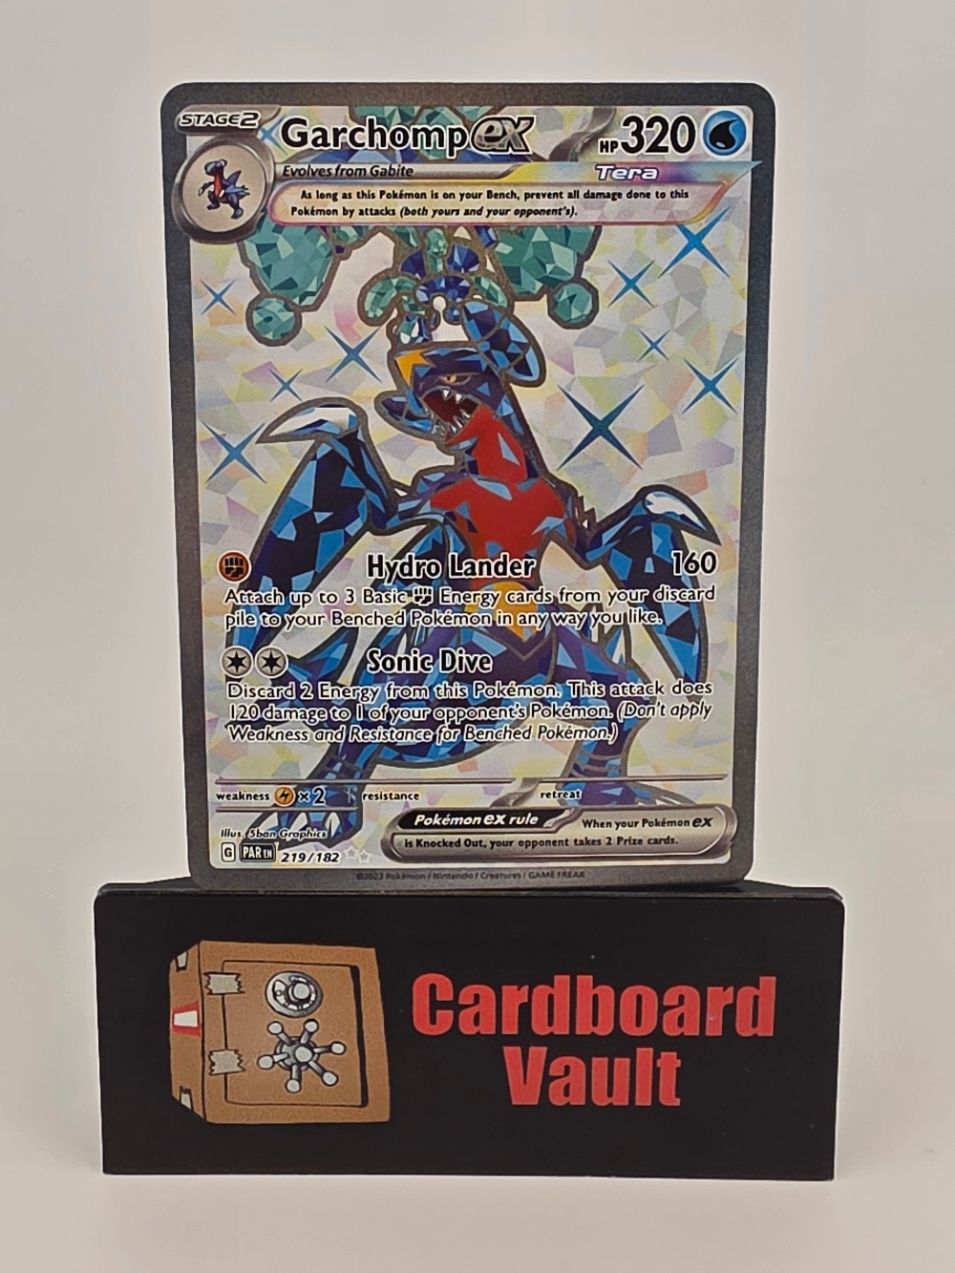 STAGE2
Garchomp ex
HP 320
Evolves from Gabite
Tera
As long as this Pokémon is on your Bench, prevent all damage done to this
Pokémon by attacks (both yours and your opponent's).
Hydro Lander 160
Attach up to 3 Basic Energy cards from your discard
pile to your Benched Pokémon in any way you like.
Sonic Dive
Discard 2 Energy from this Pokémon. This attack does
120 damage to 1 of your opponent's Pokémon. (Don't apply
Weakness and Resistance for Benched Pokémon.)
weakness ×2 resistance retreat
Illus. 5ban Graphics
Pokémon ex rule When your Pokémon ex
is Knocked Out, your opponent takes 2 Prize cards.
G PAR EN 219/182
©2023 Pokémon / Nintendo / Creatures / GAME FREAK
Cardboard
Vault